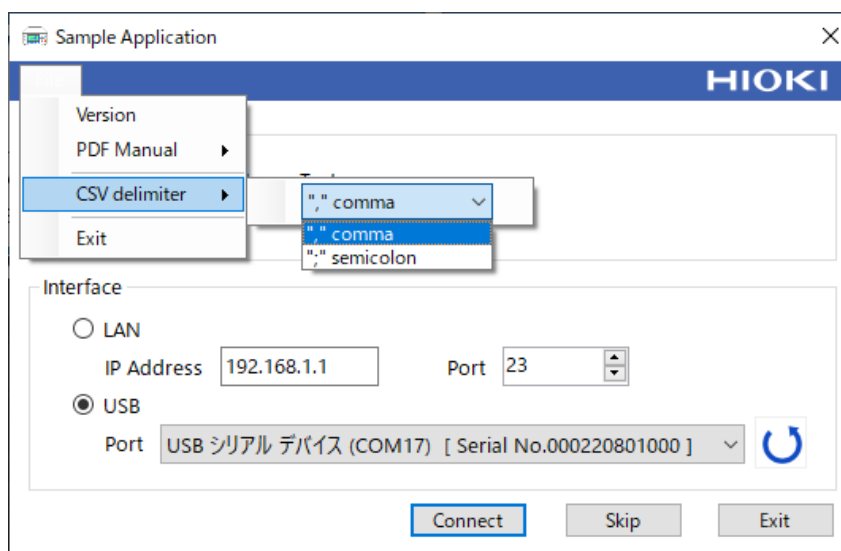 Sample Application
HIOKI
Version
PDF Manual
CSV delimiter
"," comma
"," comma
";" semicolon
Exit
Interface
LAN
IP Address 192.168.1.1 Port 23
USB
Port USB シリアル デバイス (COM17) [ Serial No.000220801000 ]
Connect Skip Exit